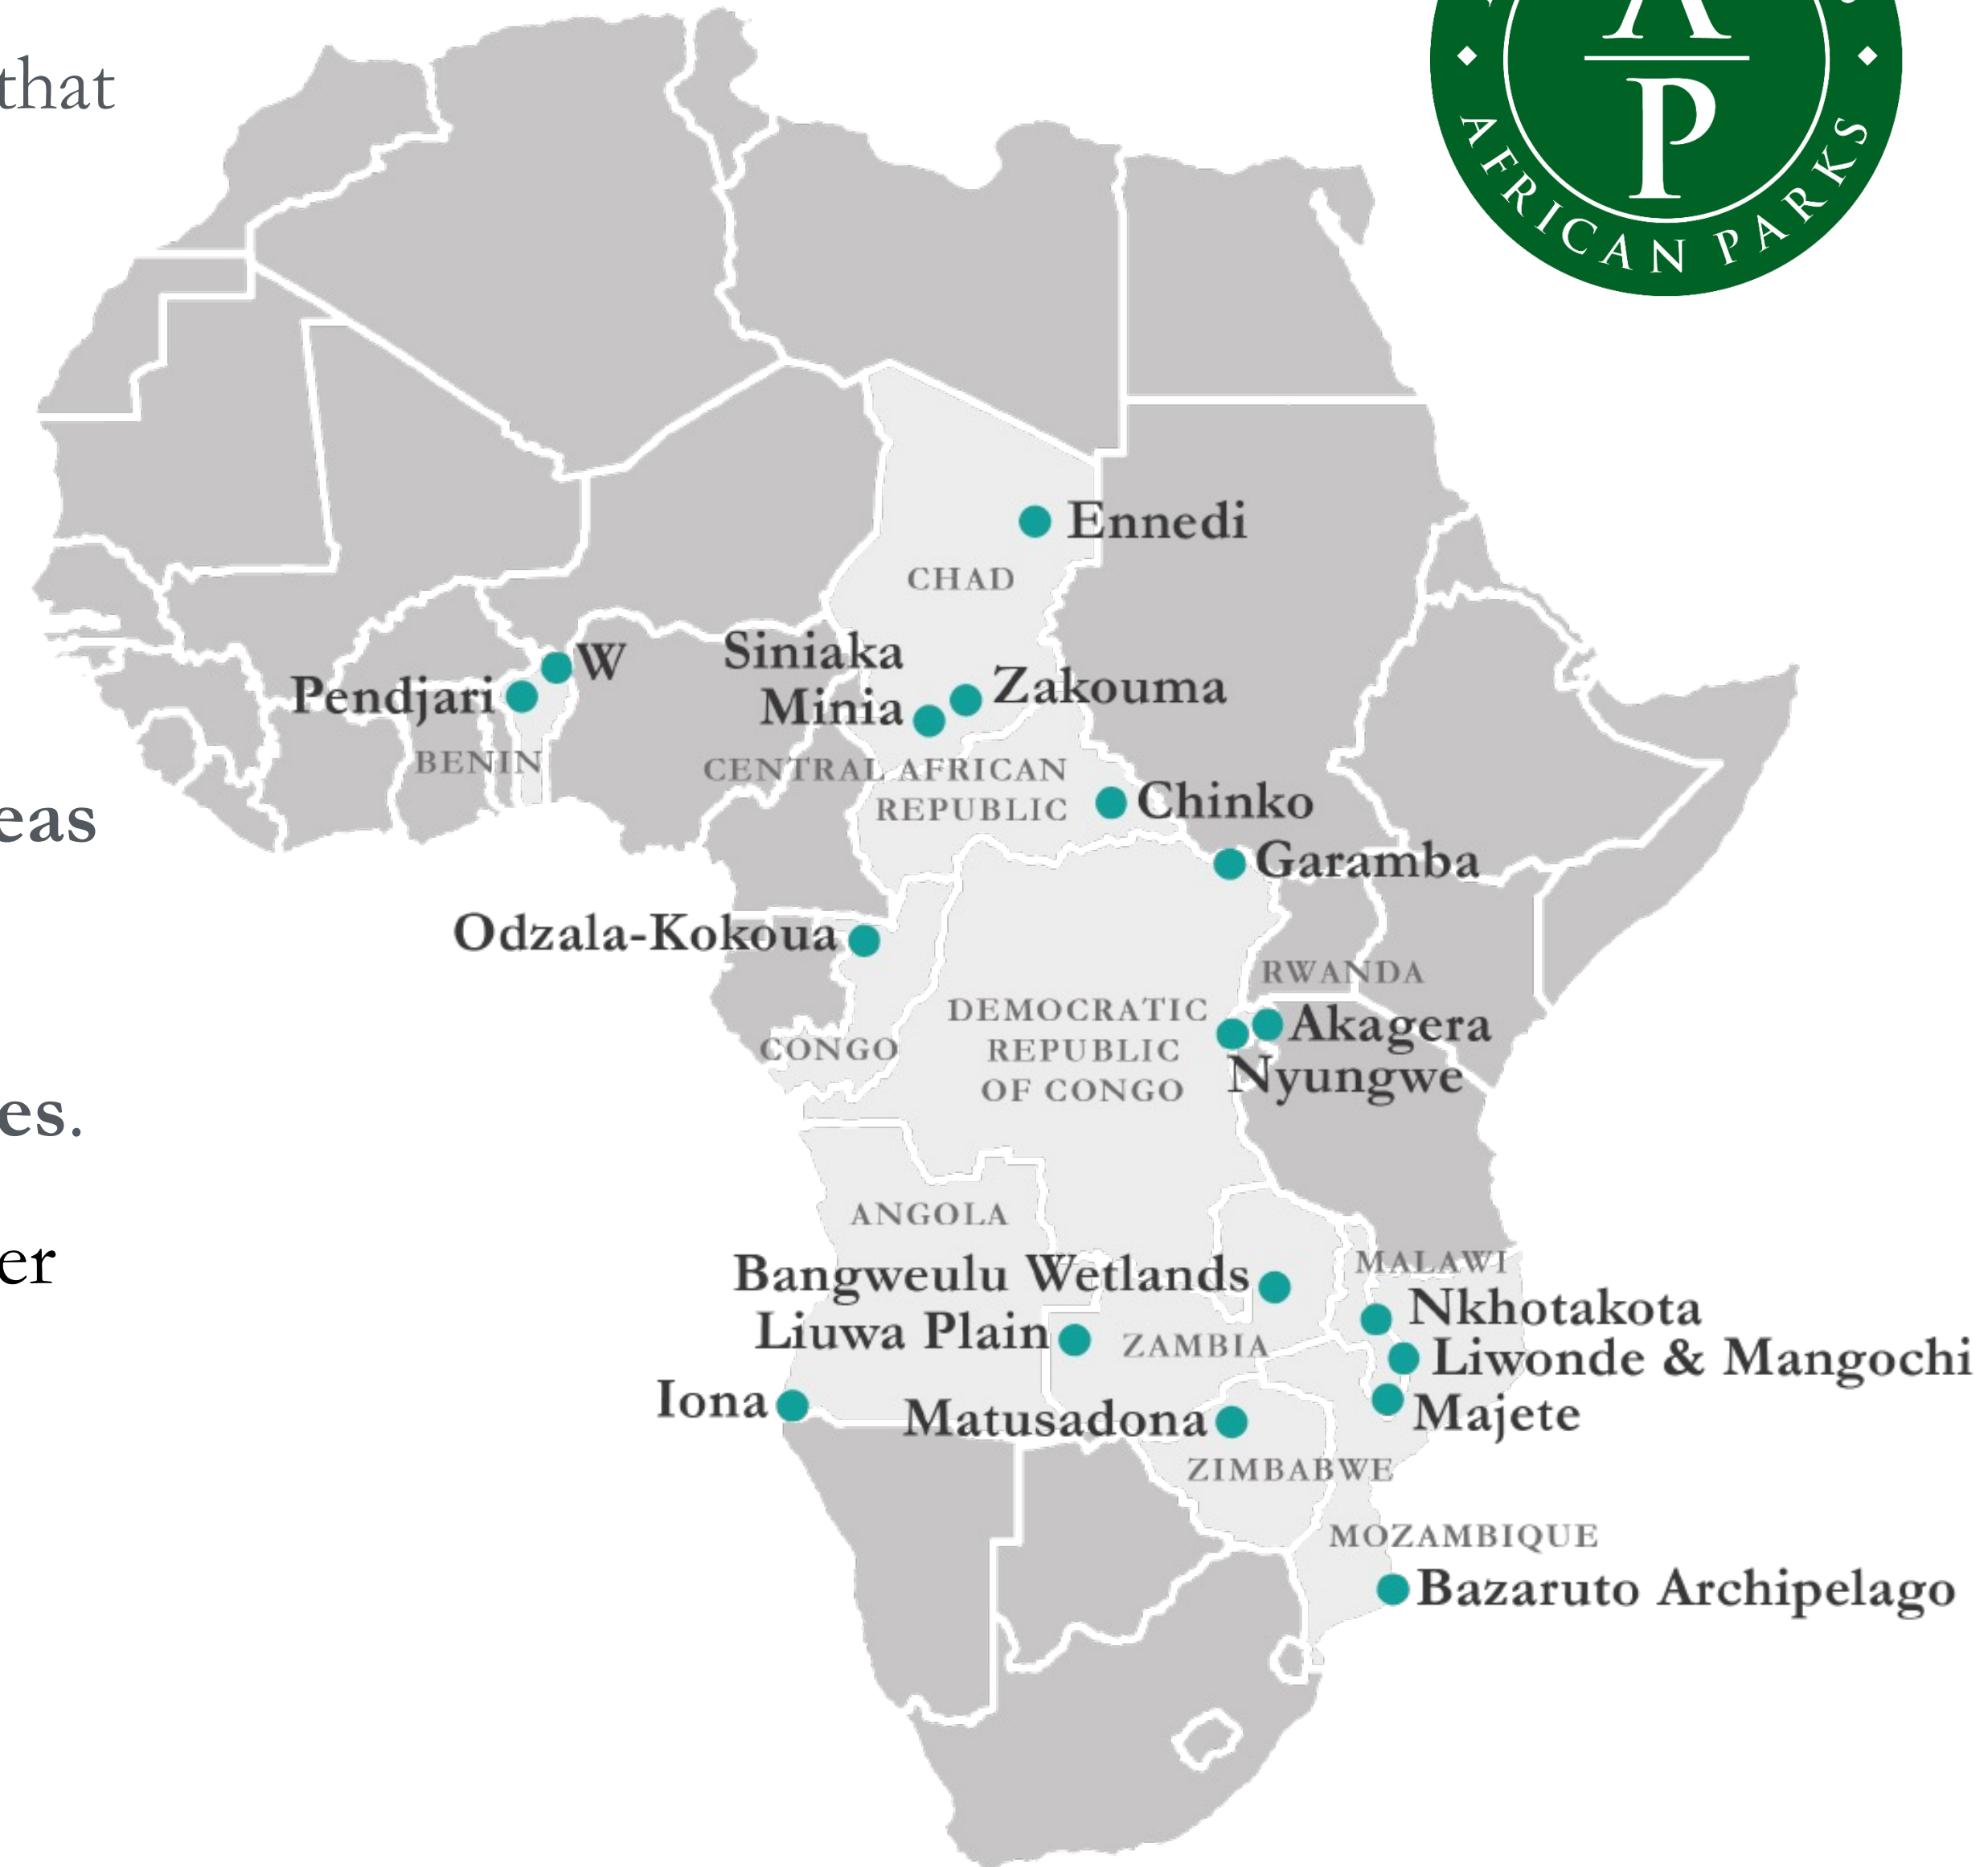 that
eas
es.
er
A
P
AFRICAN PARKS
Ennedi
CHAD
W
Pendjari
BENIN
Siniaka
Minia
Zakouma
CENTRAL AFRICAN
REPUBLIC
Chinko
Garamba
Odzala-Kokoua
RWANDA
DEMOCRATIC
REPUBLIC
OF CONGO
Akagera
Nyungwe
CONGO
ANGOLA
Bangweulu Wetlands
MALAWI
Nkhotakota
Liuwa Plain
ZAMBIA
Liwonde & Mangochi
Iona
Matusadona
Majete
ZIMBABWE
MOZAMBIQUE
Bazaruto Archipelago